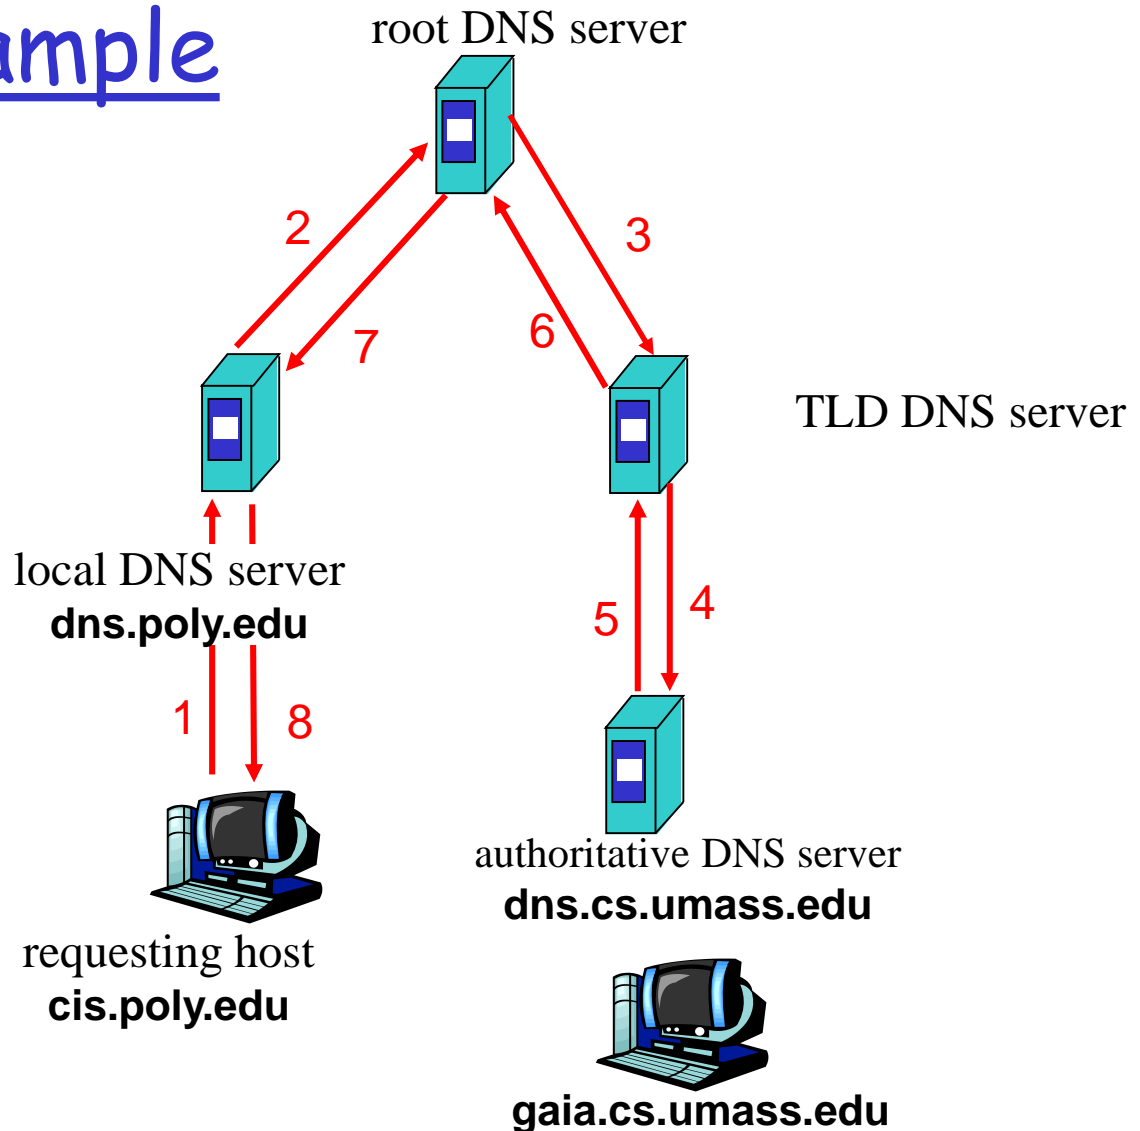 ample
root DNS server
2
3
7
6
TLD DNS server
local DNS server
dns.poly.edu
5
4
1
8
authoritative DNS server
dns.cs.umass.edu
requesting host
cis.poly.edu
gaia.cs.umass.edu